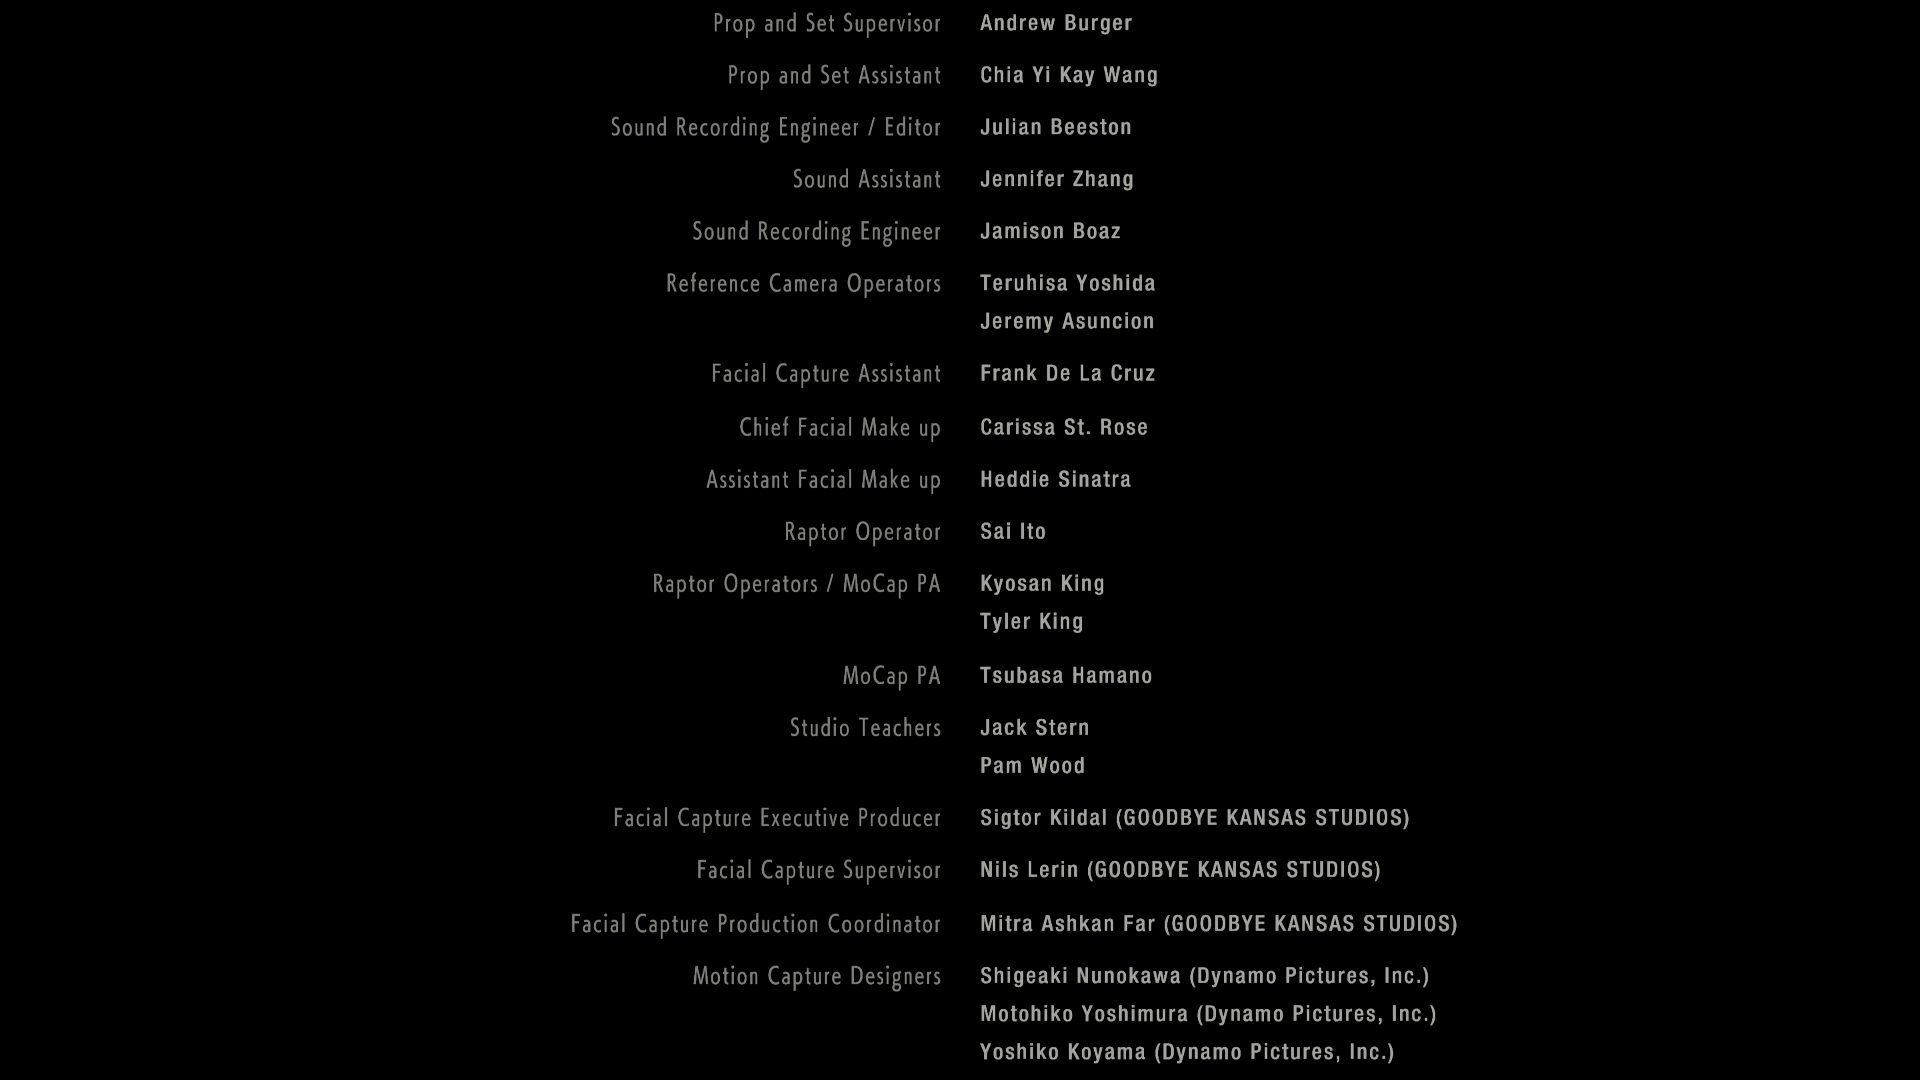 Prop and Set Supervisor Andrew Burger
Prop and Set Assistant Chia Yi Kay Wang
Sound Recording Engineer / Editor Julian Beeston
Sound Assistant Jennifer Zhang
Sound Recording Engineer Jamison Boaz
Reference Camera Operators Teruhisa Yoshida
Jeremy Asuncion
Facial Capture Assistant Frank De La Cruz
Chief Facial Make up Carissa St. Rose
Assistant Facial Make up Heddie Sinatra
Raptor Operator Sai Ito
Raptor Operators / MoCap PA Kyosan King
Tyler King
MoCap PA Tsubasa Hamano
Studio Teachers Jack Stern
Pam Wood
Facial Capture Executive Producer Sigtor Kildal (GOODBYE KANSAS STUDIOS)
Facial Capture Supervisor Nils Lerin (GOODBYE KANSAS STUDIOS)
Facial Capture Production Coordinator Mitra Ashkan Far (GOODBYE KANSAS STUDIOS)
Motion Capture Designers Shigeaki Nunokawa (Dynamo Pictures, Inc.)
Motohiko Yoshimura (Dynamo Pictures, Inc.)
Yoshiko Koyama (Dynamo Pictures, Inc.)